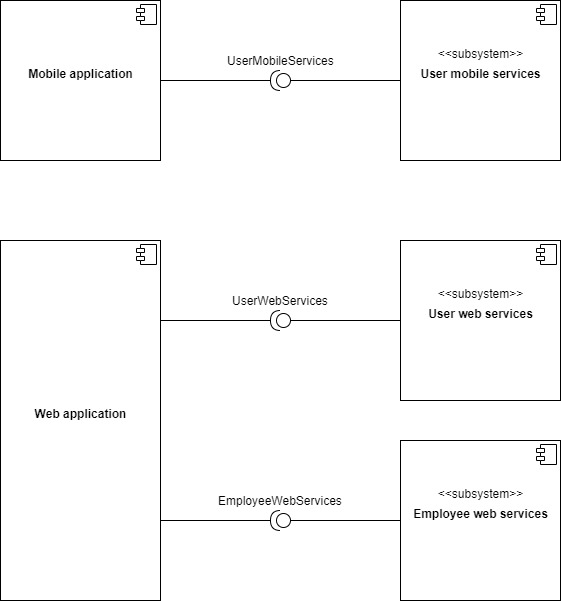 UserMobileServices
Mobile application
<<subsystem>>
User mobile services
UserWebServices
<<subsystem>>
User web services
Web application
EmployeeWebServices
<<subsystem>>
Employee web services